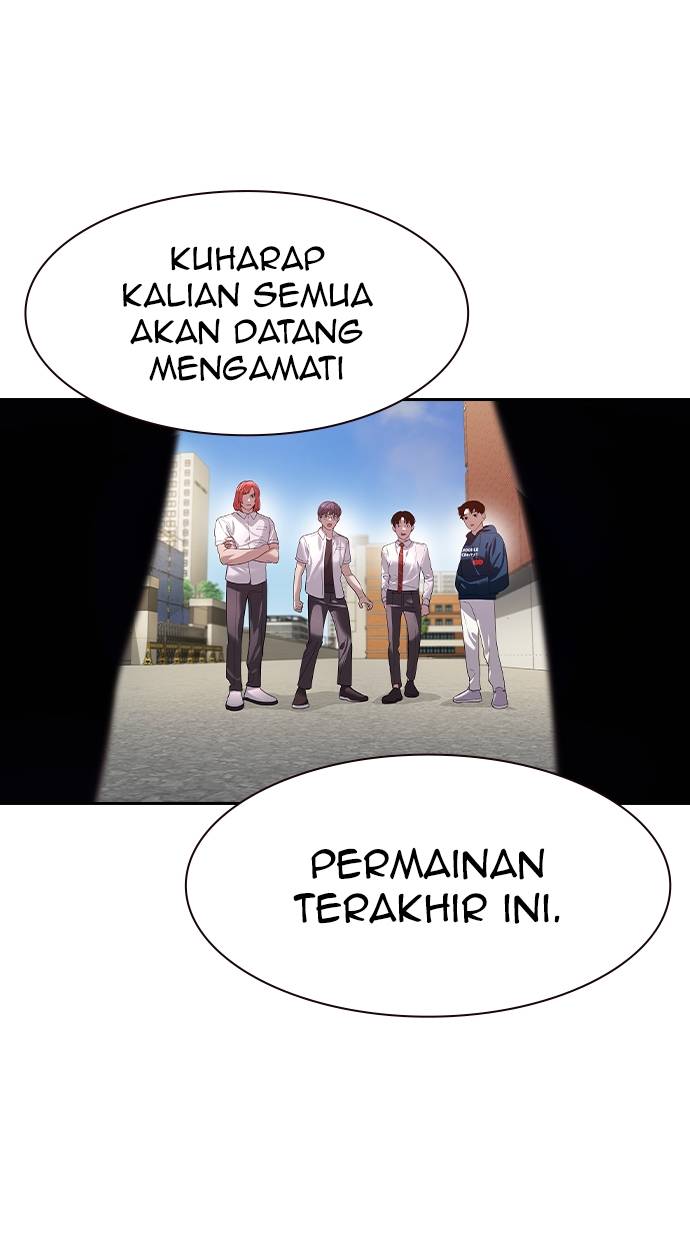 KUHARAP
KALIAN SEMUA
AKAN DATANG
MENGAMATI
PERMAINAN
TERAKHIR INI.